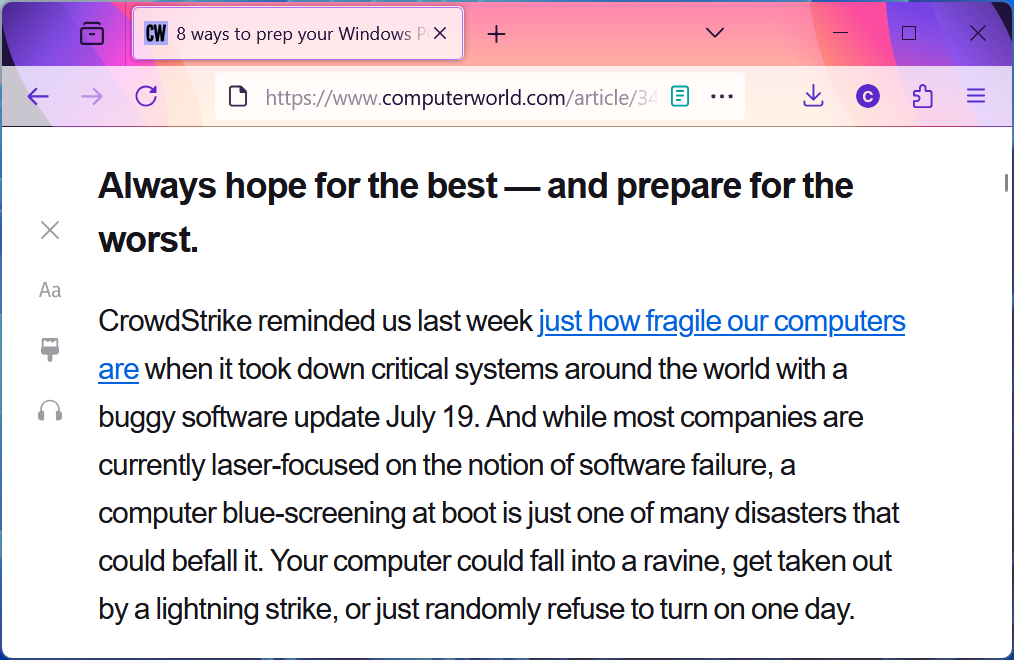 CW 8 ways to prep your Windows P
https://www.computerworld.com/article/34
C
Always hope for the best — and prepare for the
worst.
Aa
CrowdStrike reminded us last week just how fragile our computers
are when it took down critical systems around the world with a
buggy software update July 19. And while most companies are
currently laser-focused on the notion of software failure, a
computer blue-screening at boot is just one of many disasters that
could befall it. Your computer could fall into a ravine, get taken out
by a lightning strike, or just randomly refuse to turn on one day.